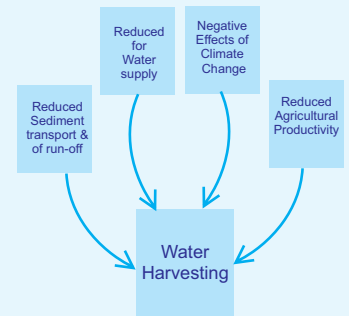 Reduced
for
Water
supply
Negative
Effects of
Climate
Change
Reduced
Sediment
transport &
of run-off
Reduced
Agricultural
Productivity
Water
Harvesting